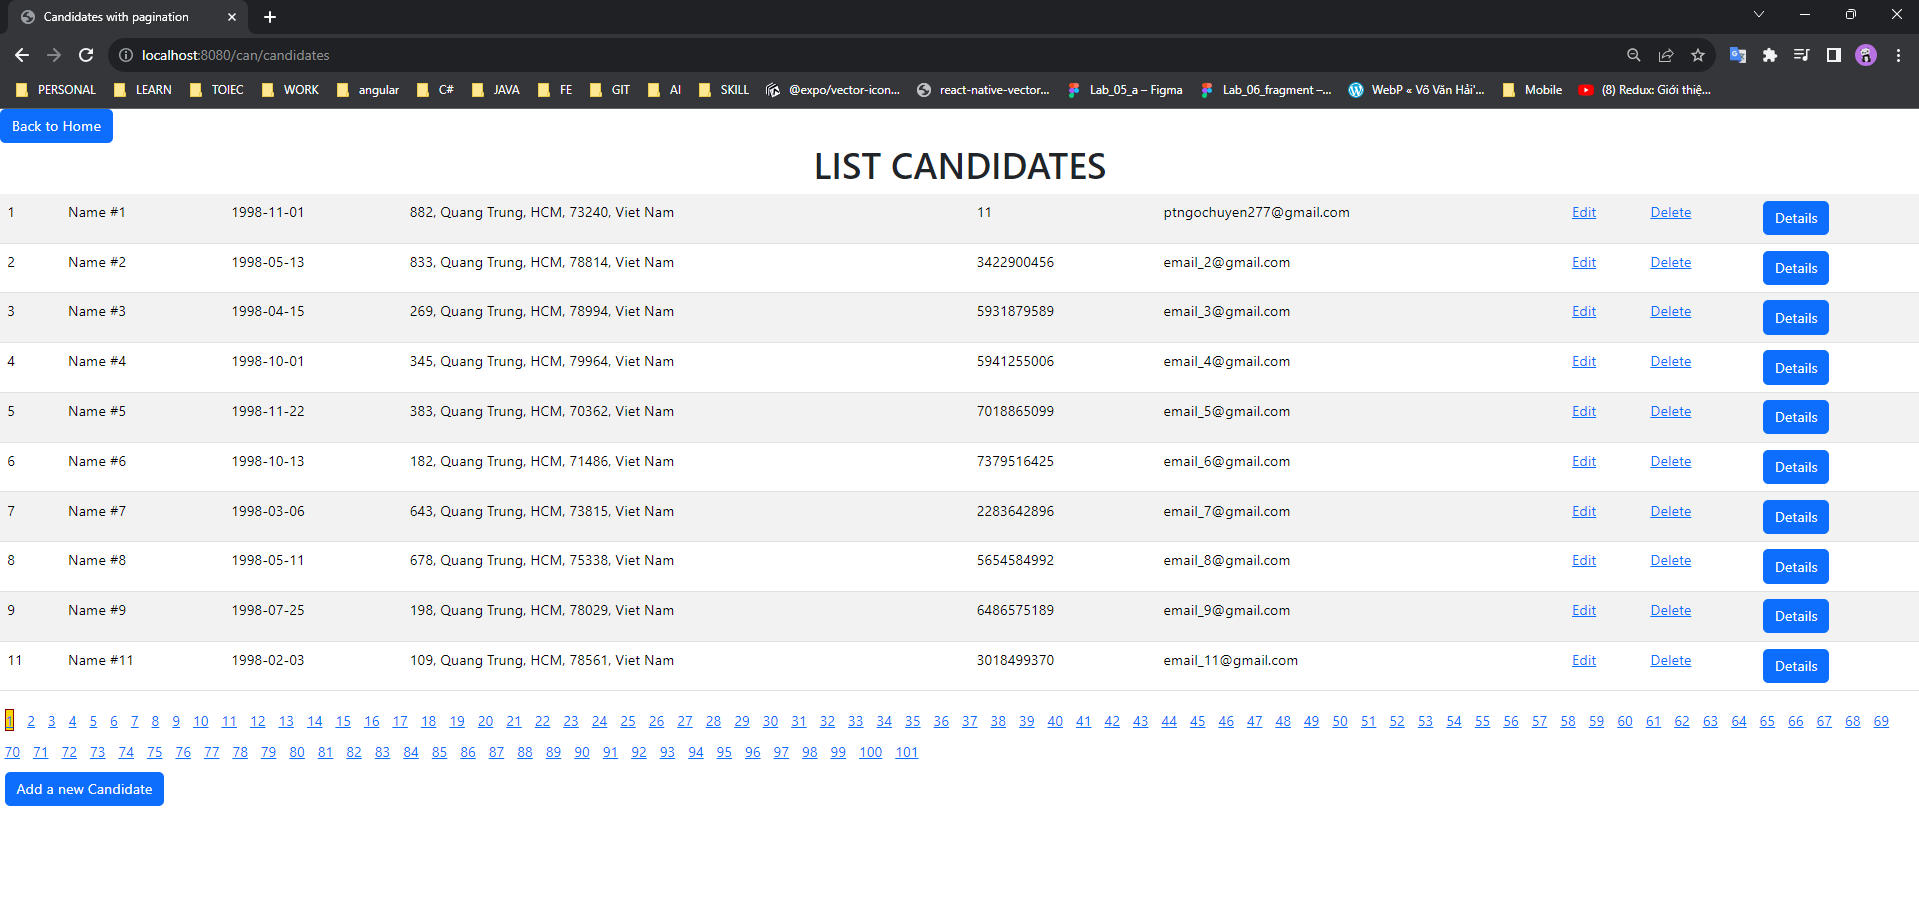 Candidates with pagination
localhost:8080/can/candidates
PERSONAL LEARN TOIEC WORK angular C# JAVA FE GIT AI SKILL @expo/vector-icon... react-native-vector... Lab_05_a – Figma Lab_06_fragment –... WebP « Võ Văn Hải'... Mobile (8) Redux: Giới thiệ...
Back to Home
LIST CANDIDATES
1 Name #1 1998-11-01 882, Quang Trung, HCM, 73240, Viet Nam 11 ptngochuyen277@gmail.com Edit Delete Details
2 Name #2 1998-05-13 833, Quang Trung, HCM, 78814, Viet Nam 3422900456 email_2@gmail.com Edit Delete Details
3 Name #3 1998-04-15 269, Quang Trung, HCM, 78994, Viet Nam 5931879589 email_3@gmail.com Edit Delete Details
4 Name #4 1998-10-01 345, Quang Trung, HCM, 79964, Viet Nam 5941255006 email_4@gmail.com Edit Delete Details
5 Name #5 1998-11-22 383, Quang Trung, HCM, 70362, Viet Nam 7018865099 email_5@gmail.com Edit Delete Details
6 Name #6 1998-10-13 182, Quang Trung, HCM, 71486, Viet Nam 7379516425 email_6@gmail.com Edit Delete Details
7 Name #7 1998-03-06 643, Quang Trung, HCM, 73815, Viet Nam 2283642896 email_7@gmail.com Edit Delete Details
8 Name #8 1998-05-11 678, Quang Trung, HCM, 75338, Viet Nam 5654584992 email_8@gmail.com Edit Delete Details
9 Name #9 1998-07-25 198, Quang Trung, HCM, 78029, Viet Nam 6486575189 email_9@gmail.com Edit Delete Details
11 Name #11 1998-02-03 109, Quang Trung, HCM, 78561, Viet Nam 3018499370 email_11@gmail.com Edit Delete Details
1 2 3 4 5 6 7 8 9 10 11 12 13 14 15 16 17 18 19 20 21 22 23 24 25 26 27 28 29 30 31 32 33 34 35 36 37 38 39 40 41 42 43 44 45 46 47 48 49 50 51 52 53 54 55 56 57 58 59 60 61 62 63 64 65 66 67 68 69
70 71 72 73 74 75 76 77 78 79 80 81 82 83 84 85 86 87 88 89 90 91 92 93 94 95 96 97 98 99 100 101
Add a new Candidate